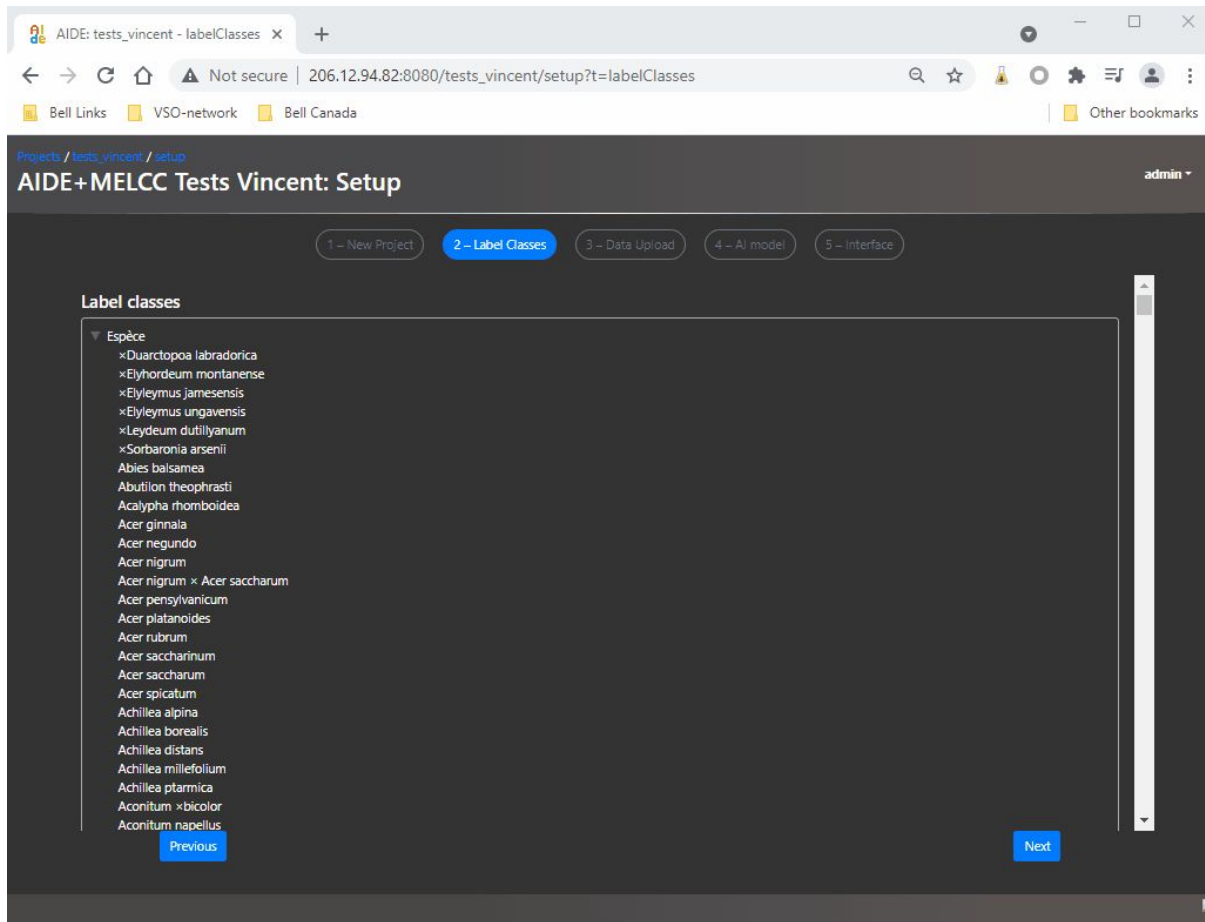 AIDE: tests_vincent - labelClasses
Not secure 206.12.94.82:8080/tests_vincent/setup?t=labelClasses
Bell Links VSO-network Bell Canada Other bookmarks
Projects / tests_vincent / setup
AIDE+MELCC Tests Vincent: Setup
admin
1 – New Project 2 – Label Classes 3 – Data Upload 4 – AI model 5 – Interface
Label classes
Espèce
×Duarctopoa labradorica
×Elyhordeum montanense
×Elyleymus jamesensis
×Elyleymus ungavensis
×Leydeum dutillyanum
×Sorbaronia arsenii
Abies balsamea
Abutilon theophrasti
Acalypha rhomboidea
Acer ginnala
Acer negundo
Acer nigrum
Acer nigrum × Acer saccharum
Acer pensylvanicum
Acer platanoides
Acer rubrum
Acer saccharinum
Acer saccharum
Acer spicatum
Achillea alpina
Achillea borealis
Achillea distans
Achillea millefolium
Achillea ptarmica
Aconitum ×bicolor
Aconitum napellus
Previous Next